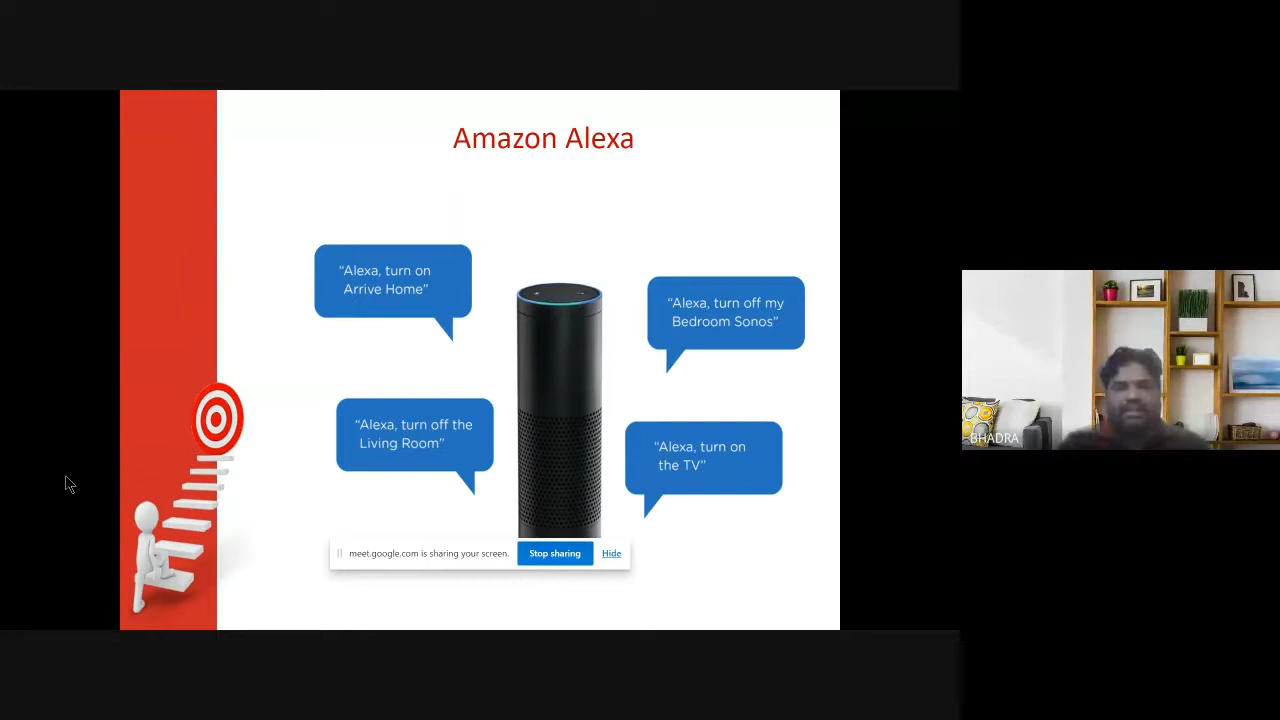 Amazon Alexa
“Alexa, turn on
Arrive Home”
“Alexa, turn off my
Bedroom Sonos”
“Alexa, turn off the
Living Room”
“Alexa, turn on
the TV”
meet.google.com is sharing your screen. Stop sharing Hide
BHADRA